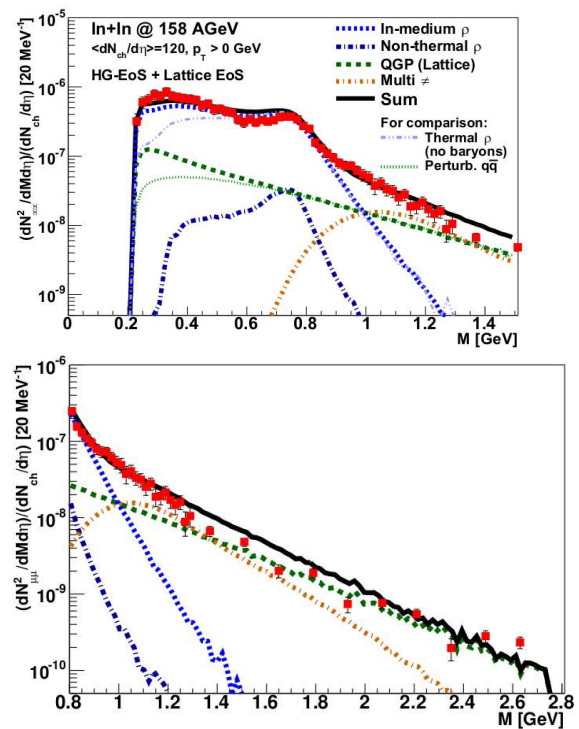 In+In @ 158 AGeV
<dN_ch/dη>=120, p_T > 0 GeV
HG-EoS + Lattice EoS
In-medium ρ
Non-thermal ρ
QGP (Lattice)
Multi π
Sum
For comparison:
Thermal ρ
(no baryons)
Perturb. qq̄
(dN²_μμ/dMdη)/(dN_ch/dη) [20 MeV⁻¹]
10⁻⁵
10⁻⁶
10⁻⁷
10⁻⁸
10⁻⁹
0 0.2 0.4 0.6 0.8 1 1.2 1.4
M [GeV]
(dN²_μμ/dMdη)/(dN_ch/dη) [20 MeV⁻¹]
10⁻⁶
10⁻⁷
10⁻⁸
10⁻⁹
10⁻¹⁰
0.8 1 1.2 1.4 1.6 1.8 2 2.2 2.4 2.6 2.8
M [GeV]